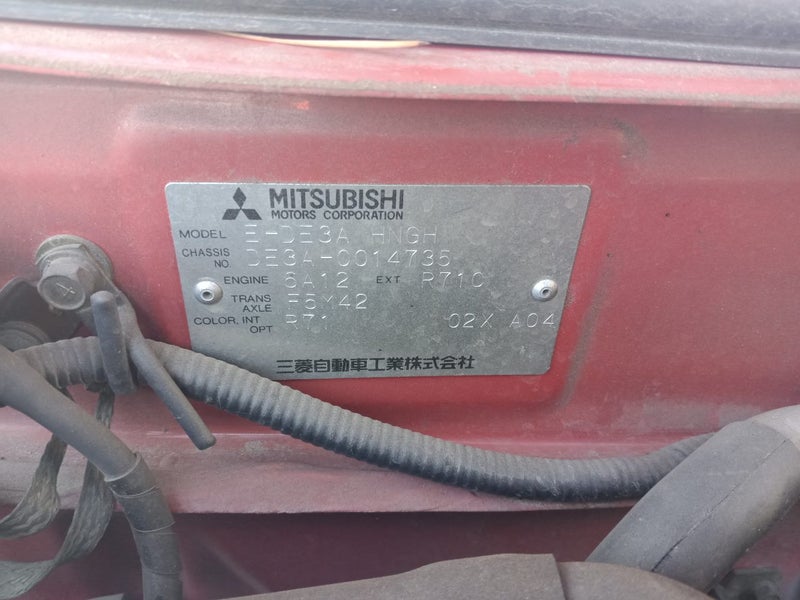 MITSUBISHI
MOTORS CORPORATION
MODEL E-DE3A HNGH
CHASSIS NO. DE3A-0014735
ENGINE 6A12 EXT R71C
TRANS AXLE F5M42
COLOR, INT OPT R71 02X A04
三菱自動車工業株式会社